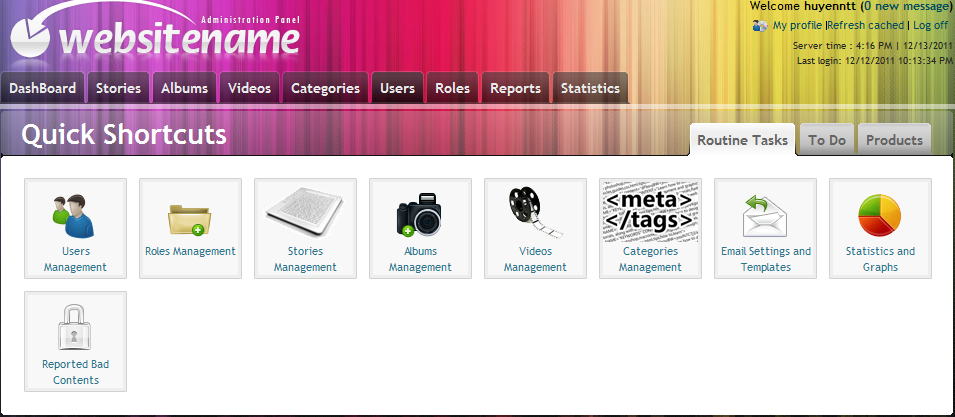 Administration Panel
websitename
Welcome huyenntt (0 new message)
My profile |Refresh cached | Log off
Server time : 4:16 PM | 12/13/2011
Last login: 12/12/2011 10:13:34 PM
DashBoard Stories Albums Videos Categories Users Roles Reports Statistics
Quick Shortcuts
Routine Tasks To Do Products
Users
Management
Roles Management
Stories
Management
Albums
Management
Videos
Management
<meta>
</tags>
Categories
Management
Email Settings and
Templates
Statistics and
Graphs
Reported Bad
Contents